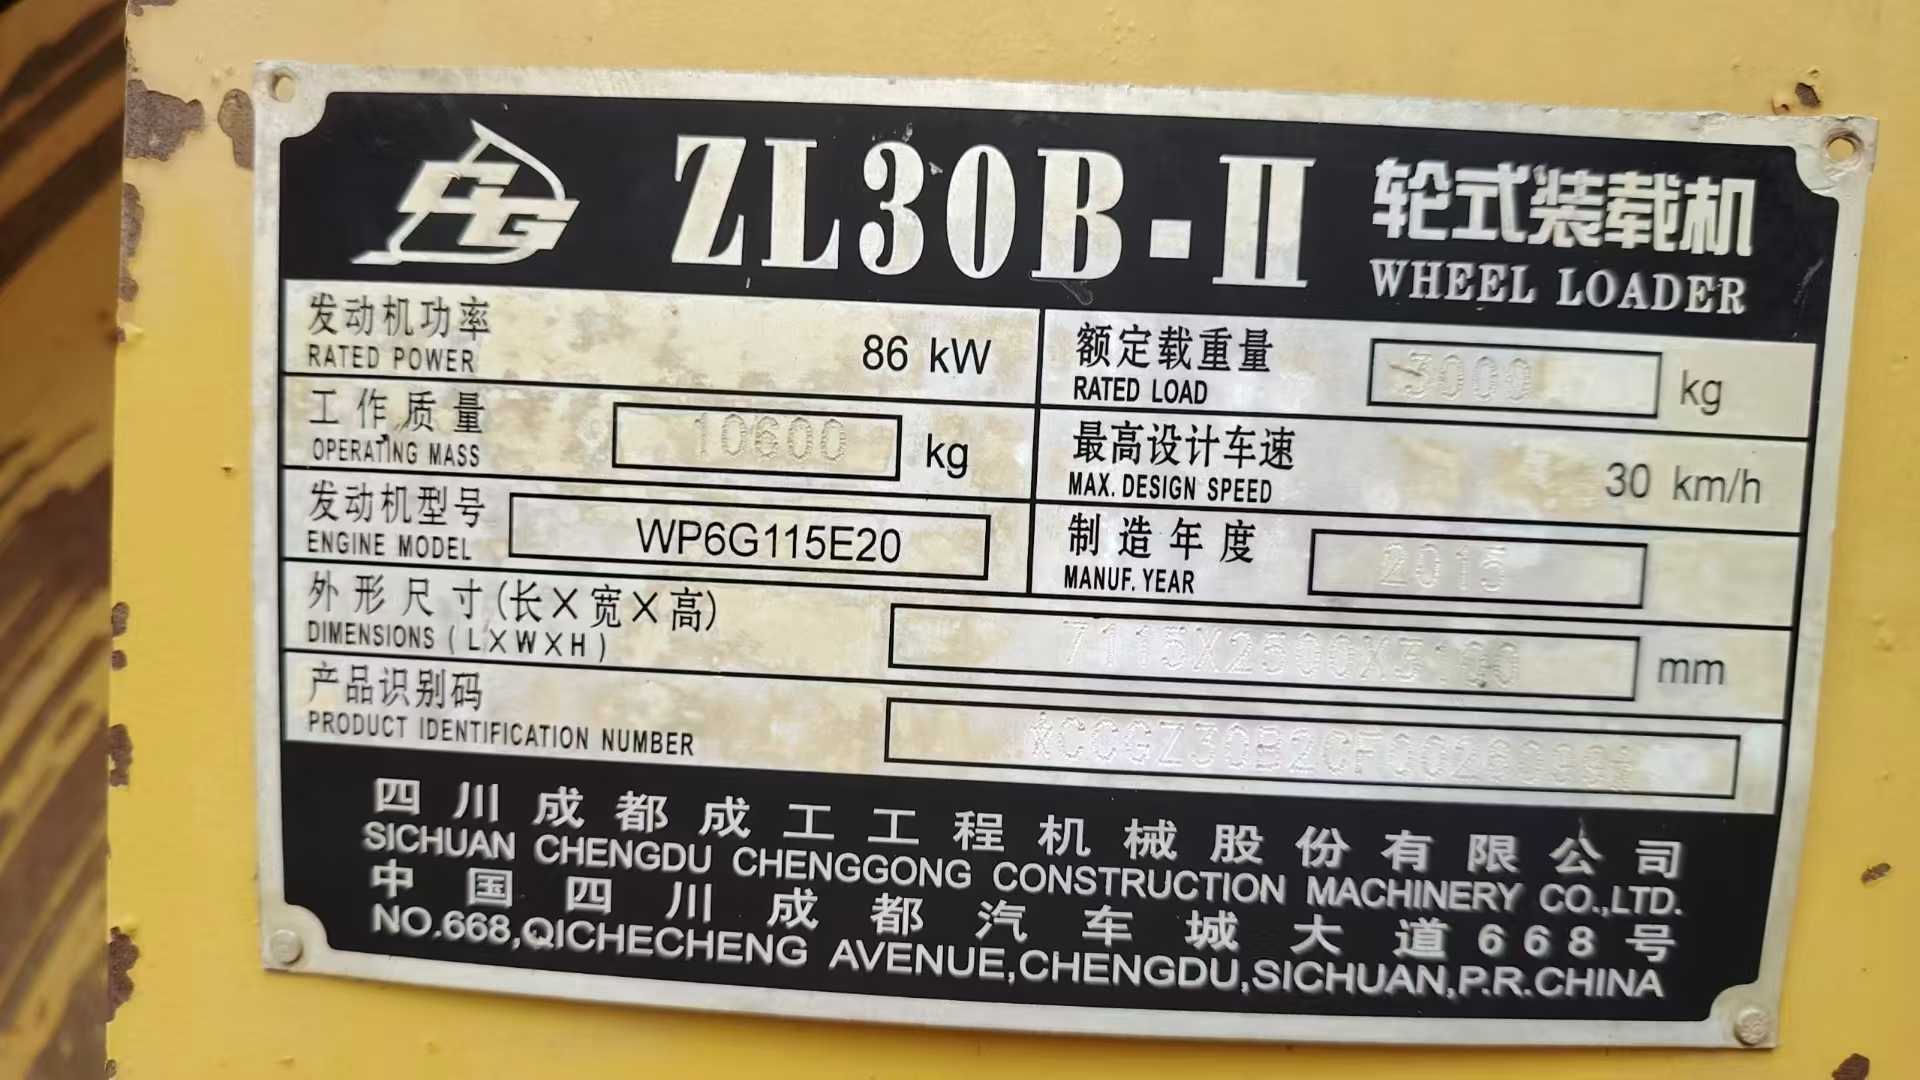 CG ZL30B-II 轮式装载机
WHEEL LOADER
发动机功率 86 kW
RATED POWER
额定载重量 3000 kg
RATED LOAD
工作质量 10600 kg
OPERATING MASS
最高设计车速 30 km/h
MAX. DESIGN SPEED
发动机型号 WP6G115E20
ENGINE MODEL
制造年度 2015
MANUF. YEAR
外形尺寸(长×宽×高) 7115X2500X3100 mm
DIMENSIONS (L×W×H)
产品识别码
PRODUCT IDENTIFICATION NUMBER
四川成都成工工程机械股份有限公司
SICHUAN CHENGDU CHENGGONG CONSTRUCTION MACHINERY CO.,LTD.
中国四川成都汽车城大道668号
NO.668,QICHECHENG AVENUE,CHENGDU,SICHUAN,P.R.CHINA